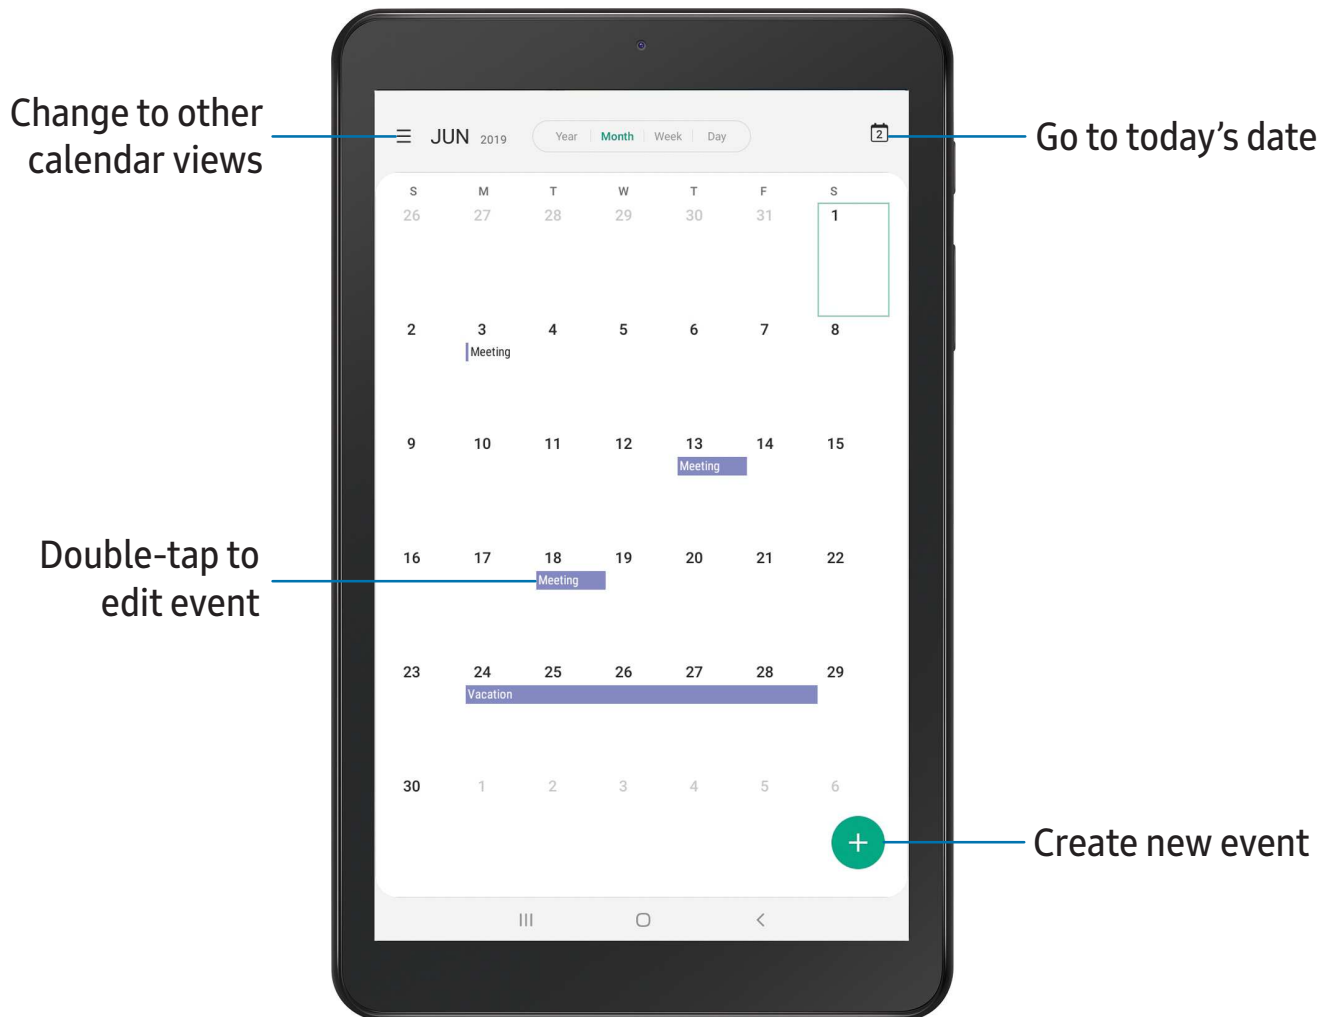 Change to other
calendar views
JUN 2019
Year Month Week Day
2
Go to today’s date
S M T W T F S
26 27 28 29 30 31 1
2 3 4 5 6 7 8
Meeting
9 10 11 12 13 14 15
Meeting
Double-tap to
edit event
16 17 18 19 20 21 22
Meeting
23 24 25 26 27 28 29
Vacation
30 1 2 3 4 5 6
Create new event